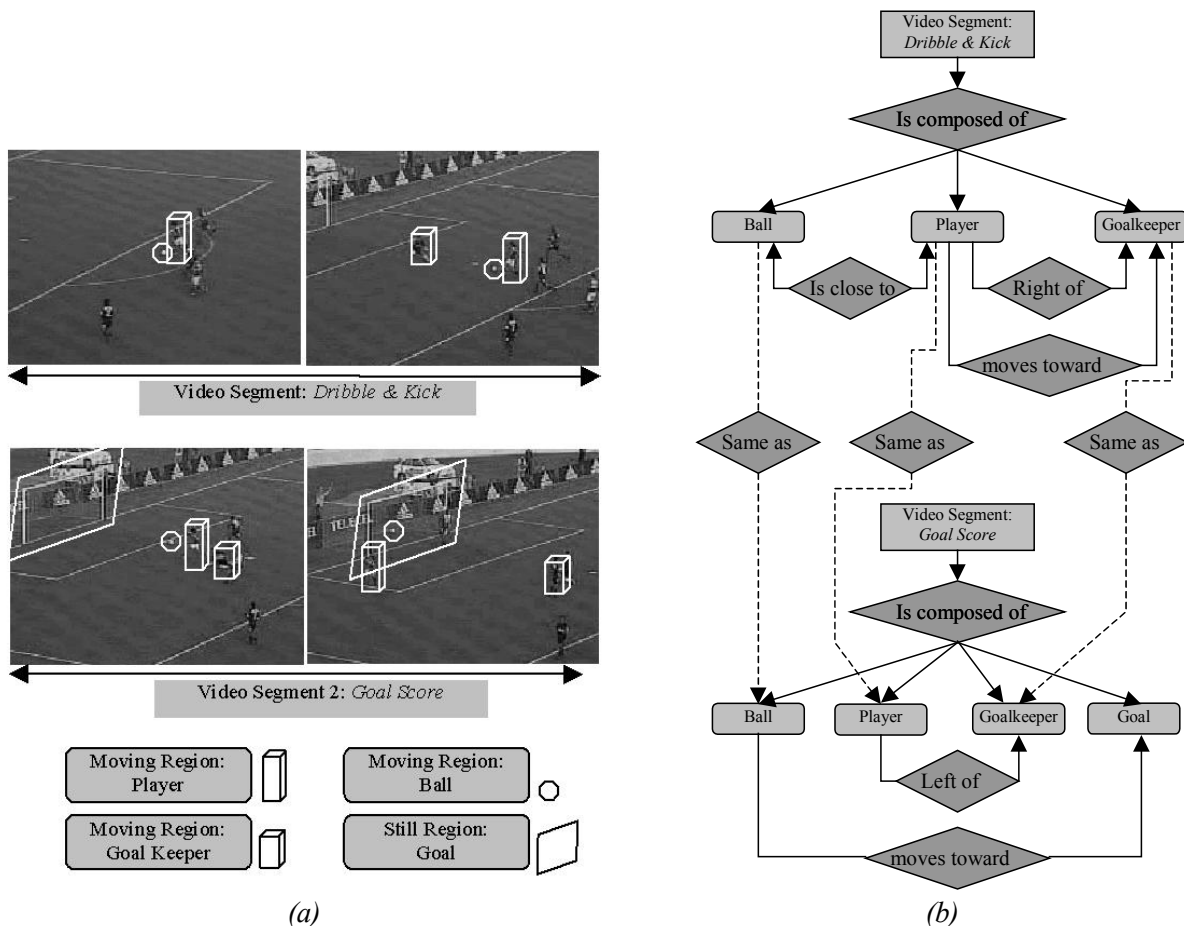 Video Segment: Dribble & Kick
Video Segment 2: Goal Score
TELECEL
Moving Region:
Player
Moving Region:
Ball
Moving Region:
Goal Keeper
Still Region:
Goal
(a)
Video Segment:
Dribble & Kick
Is composed of
Ball
Player
Goalkeeper
Is close to
Right of
moves toward
Same as
Same as
Same as
Video Segment:
Goal Score
Is composed of
Ball
Player
Goalkeeper
Goal
Left of
moves toward
(b)